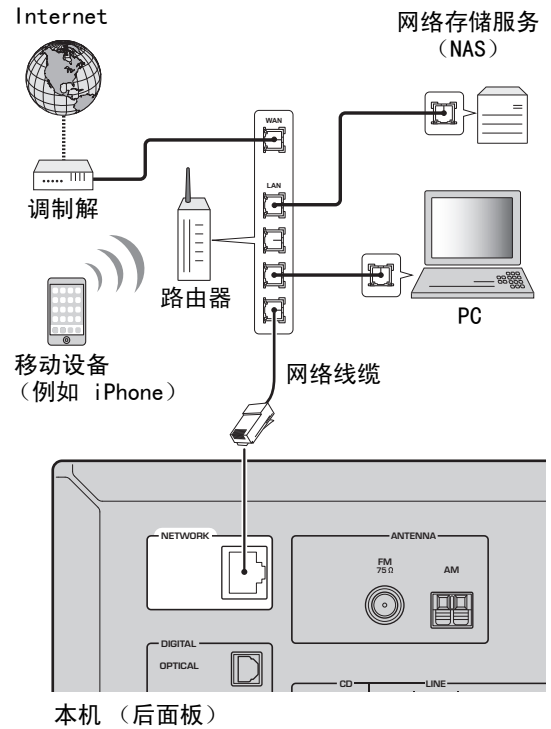 Internet
网络存储服务
（NAS）
WAN
LAN
调制解
路由器
PC
移动设备
（例如 iPhone）
网络线缆
NETWORK
ANTENNA
FM
75Ω
AM
DIGITAL
OPTICAL
CD
LINE
本机 （后面板）